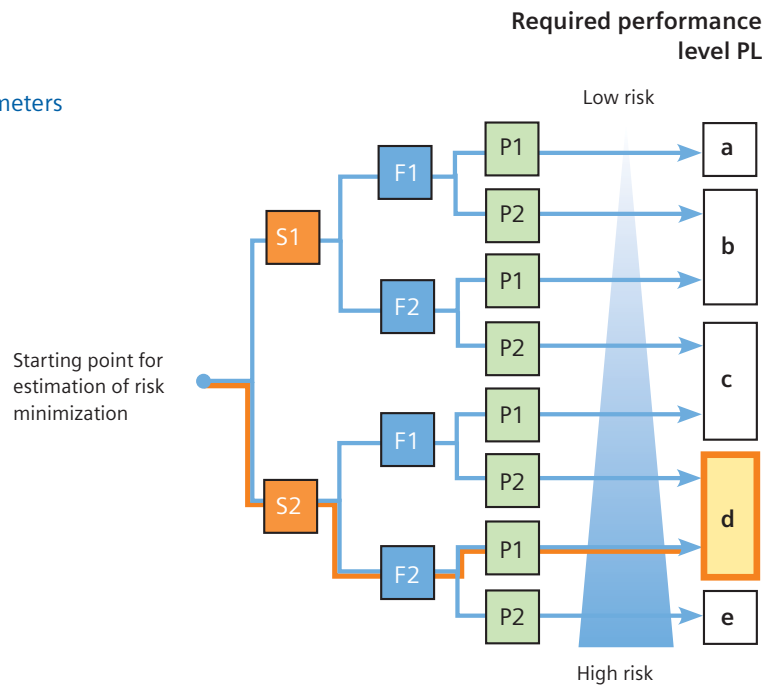 Required performance
level PL
meters
Low risk
P1
a
F1
P2
S1
b
P1
F2
P2
Starting point for
estimation of risk
minimization
c
P1
F1
P2
S2
d
P1
F2
P2
e
High risk